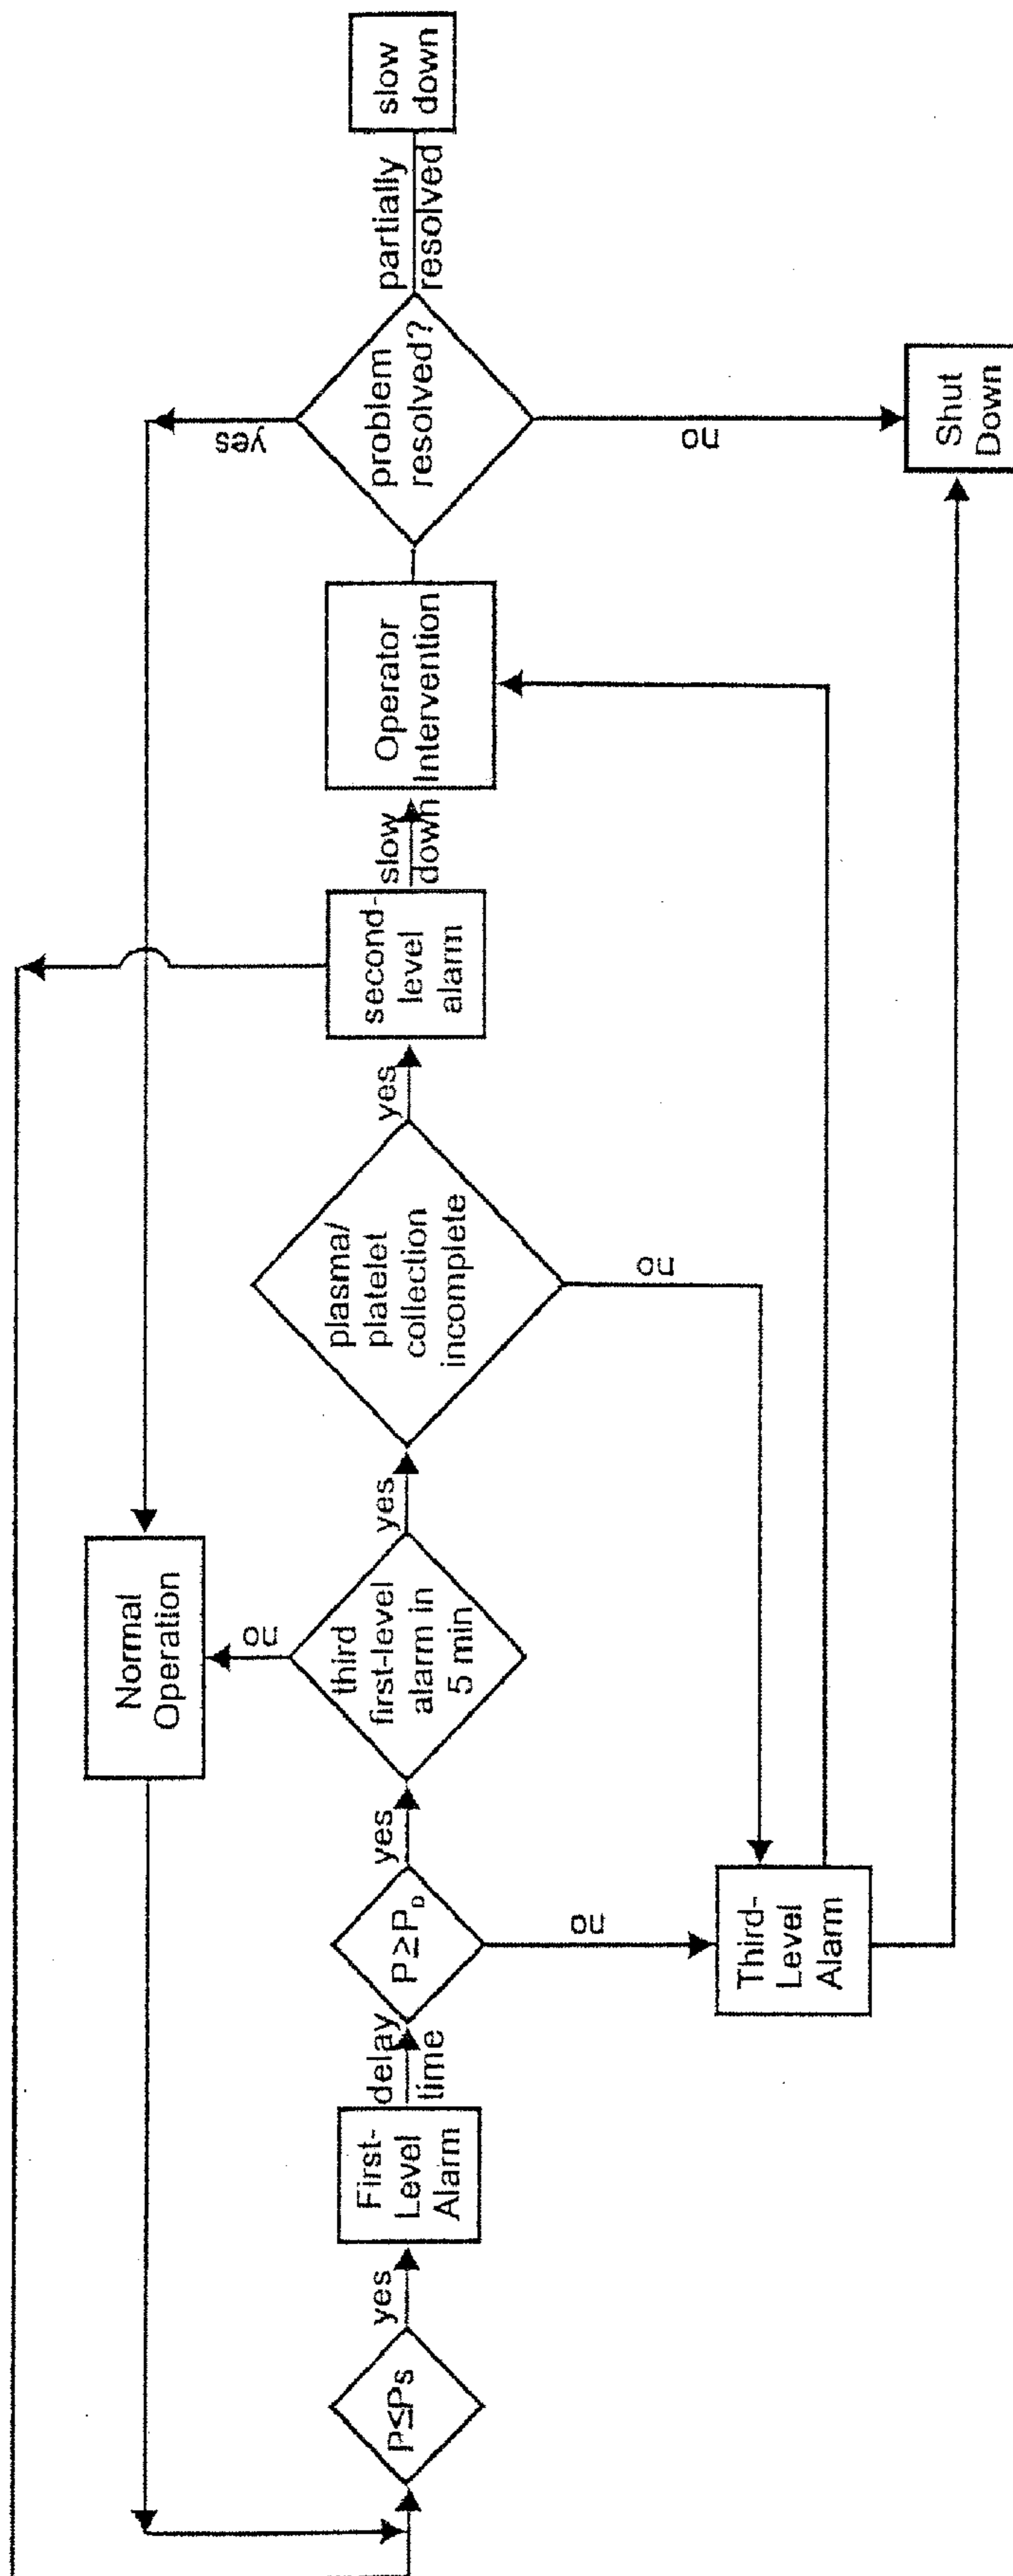 P≤Ps
yes
First-
Level
Alarm
delay
time
P≥P_D
yes
no
third
first-level
alarm in
5 min
yes
no
Normal
Operation
plasma/
platelet
collection
incomplete
yes
no
Third-
Level
Alarm
second-
level
alarm
slow
down
Operator
Intervention
problem
resolved?
yes
no
partially
resolved
slow
down
Shut
Down